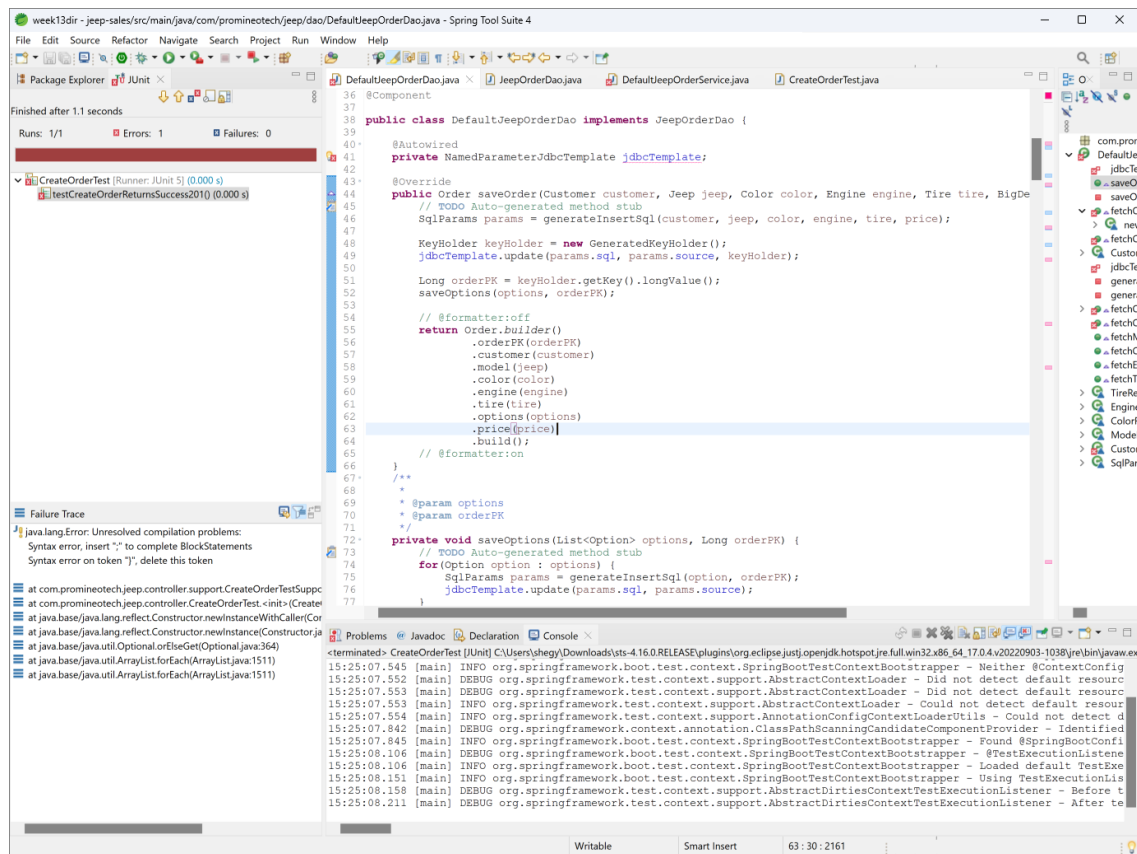 week13dir - jeep-sales/src/main/java/com/promineotech/jeep/dao/DefaultJeepOrderDao.java - Spring Tool Suite 4
File Edit Source Refactor Navigate Search Project Run Window Help
Package Explorer JUnit
Finished after 1.1 seconds
Runs: 1/1 Errors: 1 Failures: 0
CreateOrderTest [Runner: JUnit 5] (0.000 s)
testCreateOrderReturnsSuccess201() (0.000 s)
Failure Trace
java.lang.Error: Unresolved compilation problems:
Syntax error, insert ";" to complete BlockStatements
Syntax error on token "}", delete this token
at com.promineotech.jeep.controller.support.CreateOrderTestSuppc
at com.promineotech.jeep.controller.CreateOrderTest.<init>(Create
at java.base/java.lang.reflect.Constructor.newInstanceWithCaller(Cor
at java.base/java.lang.reflect.Constructor.newInstance(Constructor.ja
at java.base/java.util.Optional.orElseGet(Optional.java:364)
at java.base/java.util.ArrayList.forEach(ArrayList.java:1511)
at java.base/java.util.ArrayList.forEach(ArrayList.java:1511)
DefaultJeepOrderDao.java JeepOrderDao.java DefaultJeepOrderService.java CreateOrderTest.java
36 @Component
37
38 public class DefaultJeepOrderDao implements JeepOrderDao {
39
40 @Autowired
41 private NamedParameterJdbcTemplate jdbcTemplate;
42
43 @Override
44 public Order saveOrder(Customer customer, Jeep jeep, Color color, Engine engine, Tire tire, BigDe
45 // TODO Auto-generated method stub
46 SqlParams params = generateInsertSql(customer, jeep, color, engine, tire, price);
47
48 KeyHolder keyHolder = new GeneratedKeyHolder();
49 jdbcTemplate.update(params.sql, params.source, keyHolder);
50
51 Long orderPK = keyHolder.getKey().longValue();
52 saveOptions(options, orderPK);
53
54 // @formatter:off
55 return Order.builder()
56 .orderPK(orderPK)
57 .customer(customer)
58 .model(jeep)
59 .color(color)
60 .engine(engine)
61 .tire(tire)
62 .options(options)
63 .price(price)
64 .build();
65 // @formatter:on
66 }
67 /**
68 *
69 * @param options
70 * @param orderPK
71 */
72 private void saveOptions(List<Option> options, Long orderPK) {
73 // TODO Auto-generated method stub
74 for(Option option : options) {
75 SqlParams params = generateInsertSql(option, orderPK);
76 jdbcTemplate.update(params.sql, params.source);
77 }
com.pron
DefaultJe
jdbcTe
saveO
saveO
fetchC
nev
fetchC
Custo
jdbcTe
gener
gener
fetchC
fetchC
fetchM
fetchC
fetchE
fetchT
TireRe
Engine
ColorR
Model
Custo
SqlPar
Problems Javadoc Declaration Console
<terminated> CreateOrderTest [JUnit] C:\Users\shegy\Downloads\sts-4.16.0.RELEASE\plugins\org.eclipse.justj.openjdk.hotspot.jre.full.win32.x86_64_17.0.4.v20220903-1038\jre\bin\javaw.ex
15:25:07.545 [main] INFO org.springframework.boot.test.context.SpringBootTestContextBootstrapper - Neither @ContextConfig
15:25:07.552 [main] DEBUG org.springframework.test.context.support.AbstractContextLoader - Did not detect default resourc
15:25:07.553 [main] DEBUG org.springframework.test.context.support.AbstractContextLoader - Did not detect default resourc
15:25:07.553 [main] INFO org.springframework.test.context.support.AbstractContextLoader - Could not detect default resour
15:25:07.554 [main] INFO org.springframework.test.context.support.AnnotationConfigContextLoaderUtils - Could not detect d
15:25:07.842 [main] DEBUG org.springframework.context.annotation.ClassPathScanningCandidateComponentProvider - Identified
15:25:07.845 [main] INFO org.springframework.boot.test.context.SpringBootTestContextBootstrapper - Found @SpringBootConfi
15:25:08.106 [main] DEBUG org.springframework.boot.test.context.SpringBootTestContextBootstrapper - @TestExecutionListene
15:25:08.106 [main] INFO org.springframework.boot.test.context.SpringBootTestContextBootstrapper - Loaded default TestExe
15:25:08.151 [main] INFO org.springframework.boot.test.context.SpringBootTestContextBootstrapper - Using TestExecutionLis
15:25:08.158 [main] DEBUG org.springframework.test.context.support.AbstractDirtiesContextTestExecutionListener - Before t
15:25:08.211 [main] DEBUG org.springframework.test.context.support.AbstractDirtiesContextTestExecutionListener - After te
Writable Smart Insert 63 : 30 : 2161